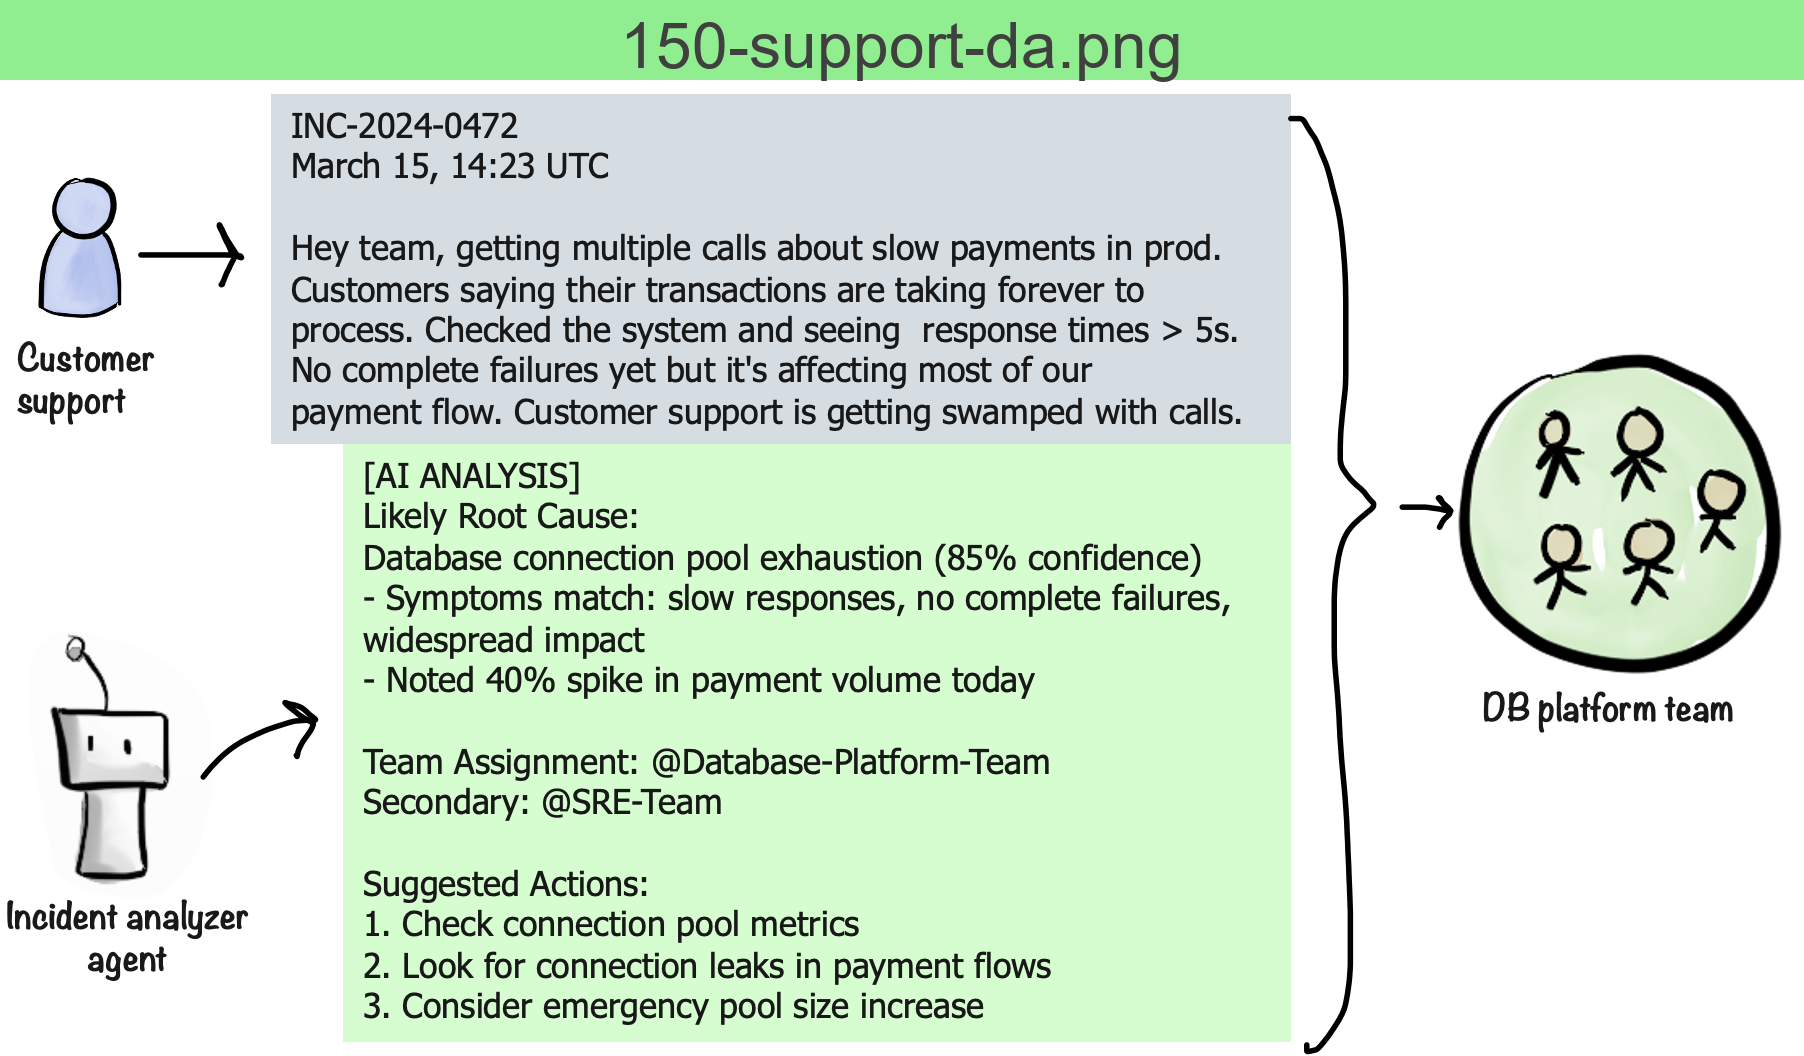 150-support-da.png
INC-2024-0472
March 15, 14:23 UTC
Hey team, getting multiple calls about slow payments in prod.
Customers saying their transactions are taking forever to
process. Checked the system and seeing  response times > 5s.
No complete failures yet but it's affecting most of our
payment flow. Customer support is getting swamped with calls.
Customer
support
[AI ANALYSIS]
Likely Root Cause:
Database connection pool exhaustion (85% confidence)
- Symptoms match: slow responses, no complete failures,
widespread impact
- Noted 40% spike in payment volume today
Team Assignment: @Database-Platform-Team
Secondary: @SRE-Team
Suggested Actions:
1. Check connection pool metrics
2. Look for connection leaks in payment flows
3. Consider emergency pool size increase
Incident analyzer
agent
DB platform team